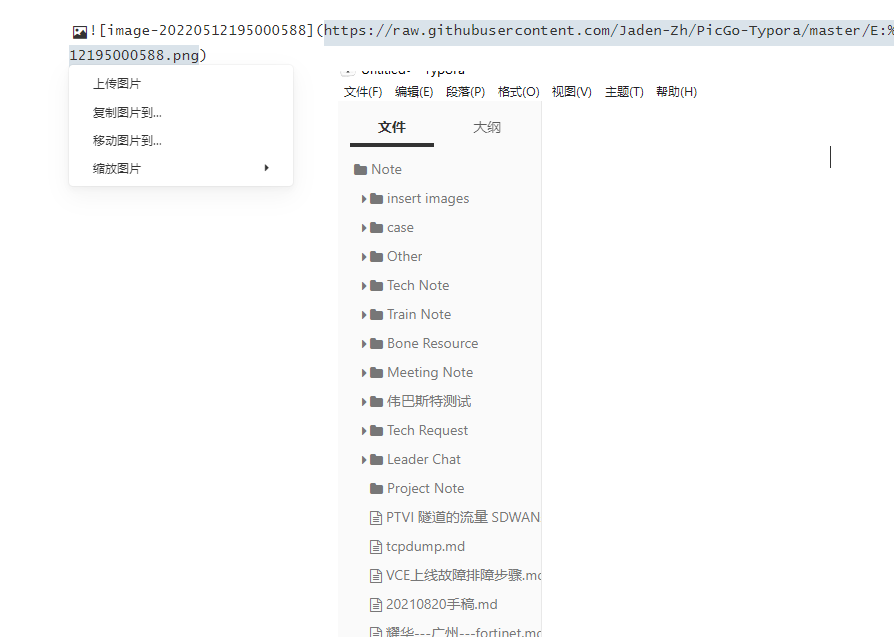 ![image-20220512195000588](https://raw.githubusercontent.com/Jaden-Zh/PicGo-Typora/master/E:%
12195000588.png)
上传图片
复制图片到...
移动图片到...
缩放图片
Typora
文件(F) 编辑(E) 段落(P) 格式(O) 视图(V) 主题(T) 帮助(H)
文件 大纲
Note
insert images
case
Other
Tech Note
Train Note
Bone Resource
Meeting Note
伟巴斯特测试
Tech Request
Leader Chat
Project Note
PTVI 隧道的流量 SDWAN
tcpdump.md
VCE上线故障排障步骤.md
20210820手稿.md
耀华---广州---fortinet.md